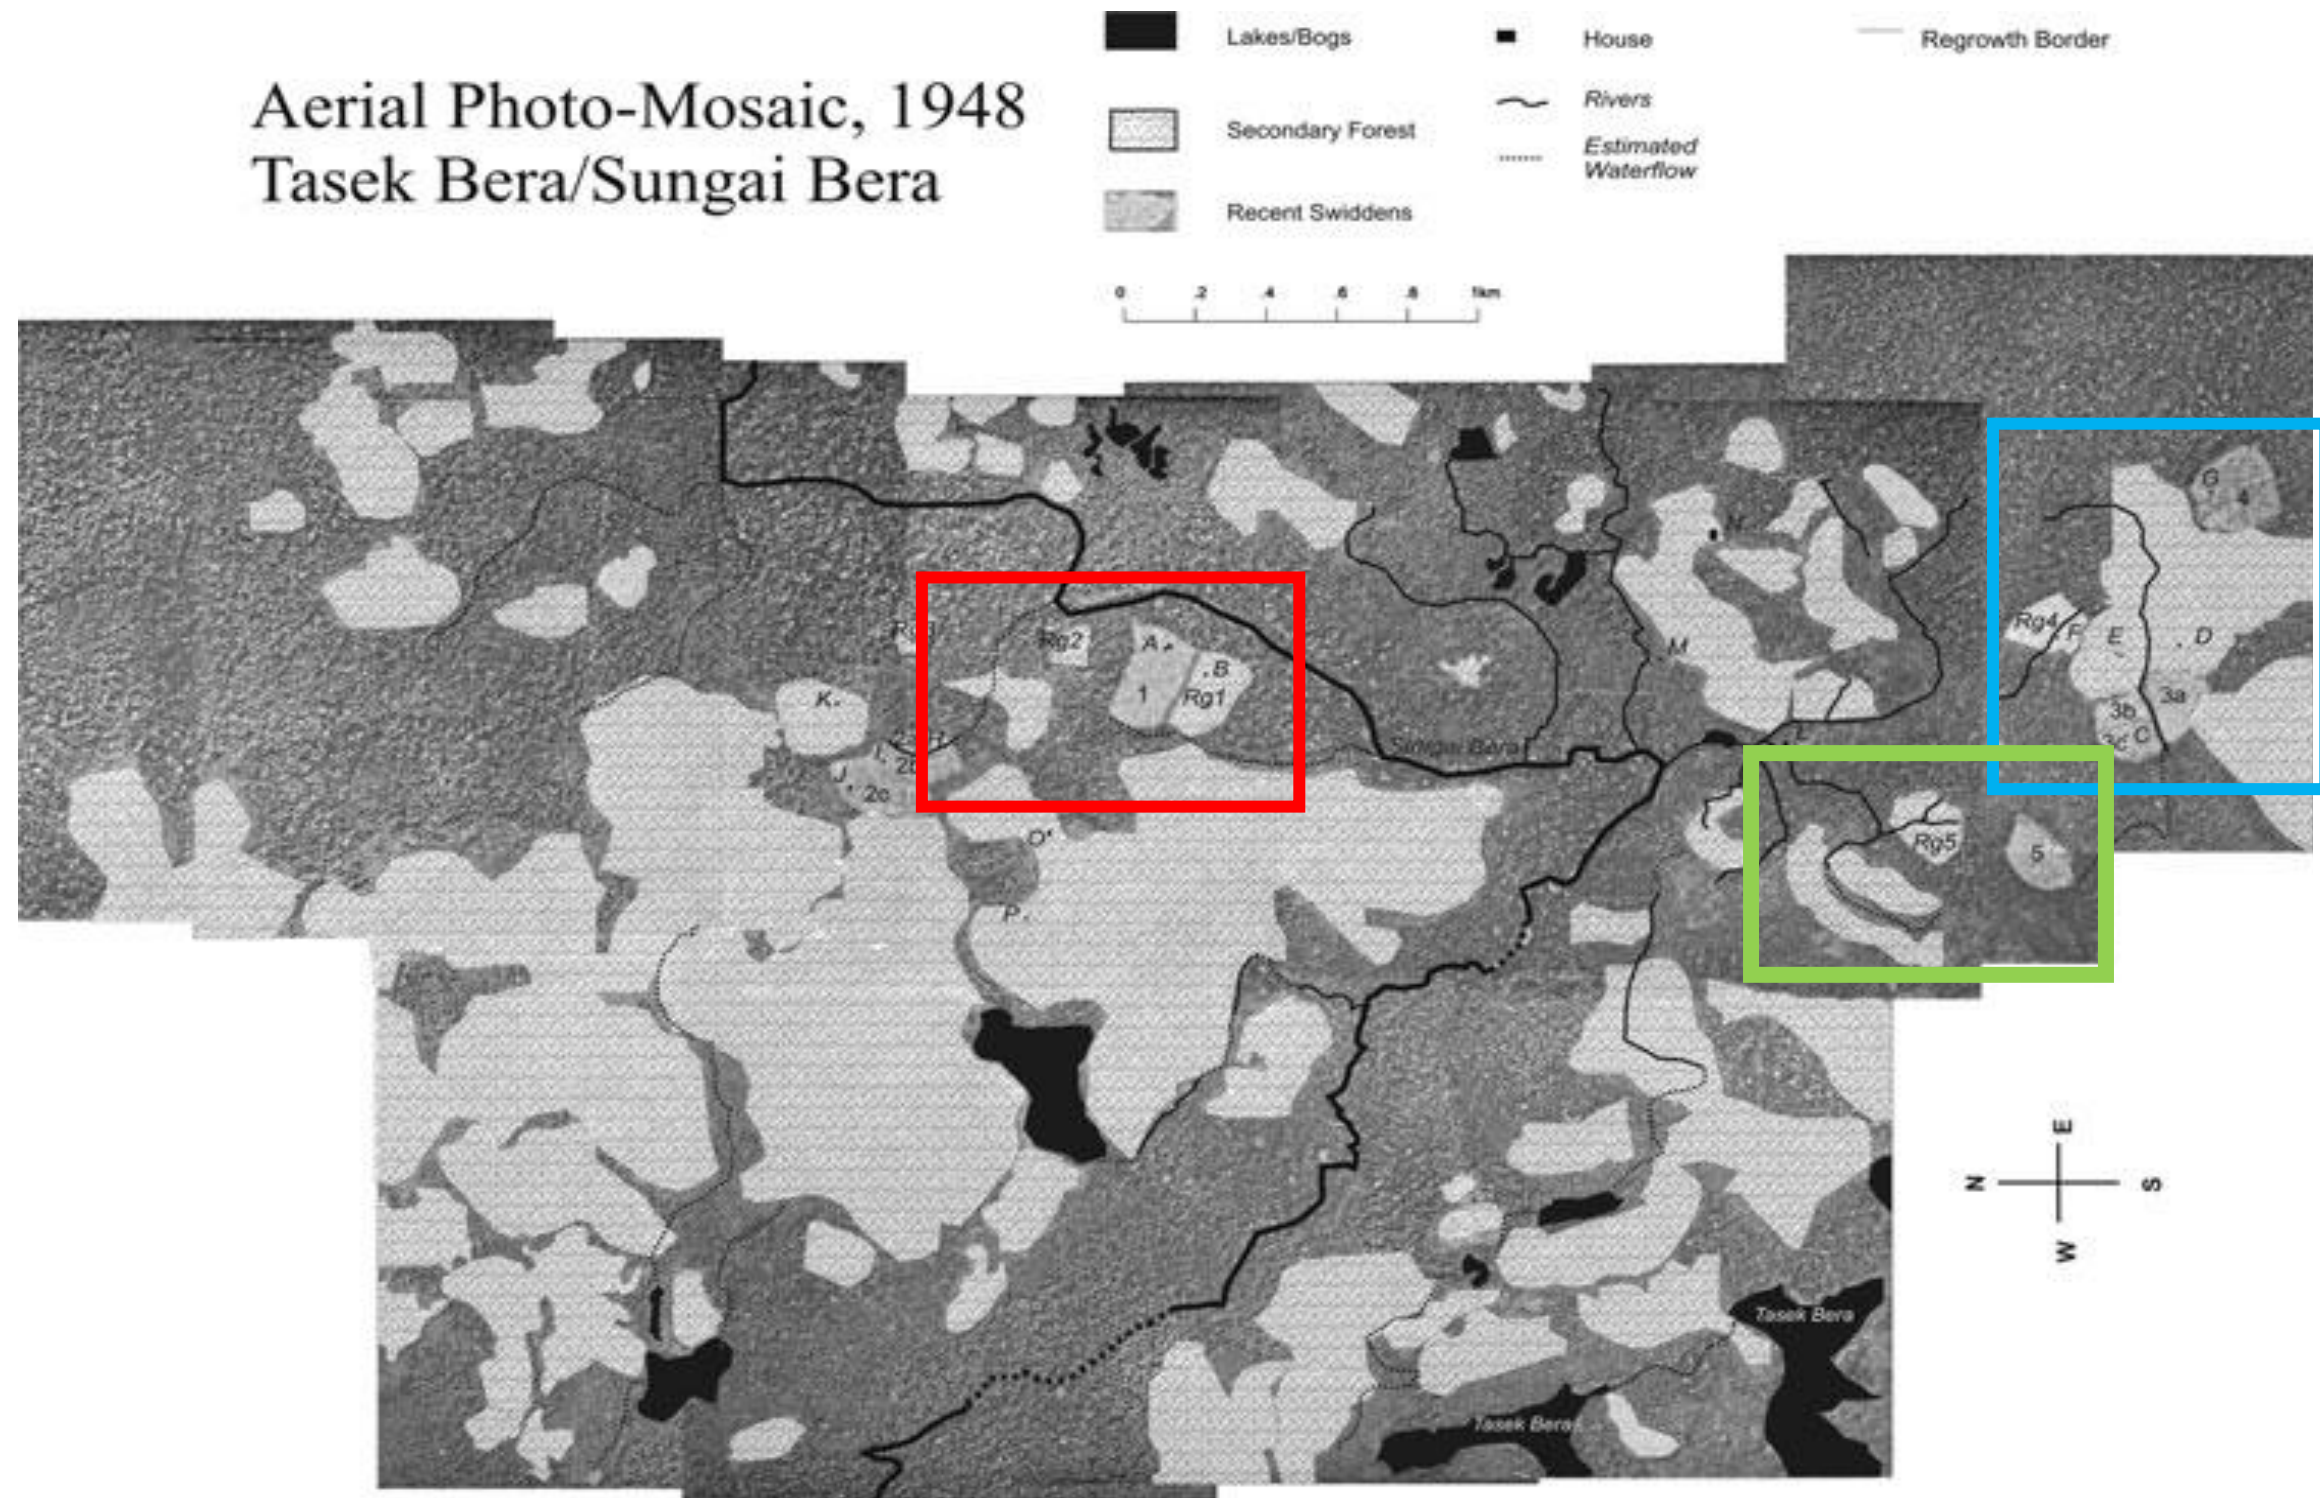 Aerial Photo-Mosaic, 1948
Tasek Bera/Sungai Bera
Lakes/Bogs
Secondary Forest
Recent Swiddens
House
Rivers
Estimated
Waterflow
Regrowth Border
0 .2 .4 .6 .8 1km
G
4
N
Rg2
A
B
1
Rg1
M
Rg4
F
E
D
3a
3b
3c C
K
Sungai Bera
L
I
J
2c
O
P
Rg5
5
E
N S
W
Tasek Bera
Tasek Bera